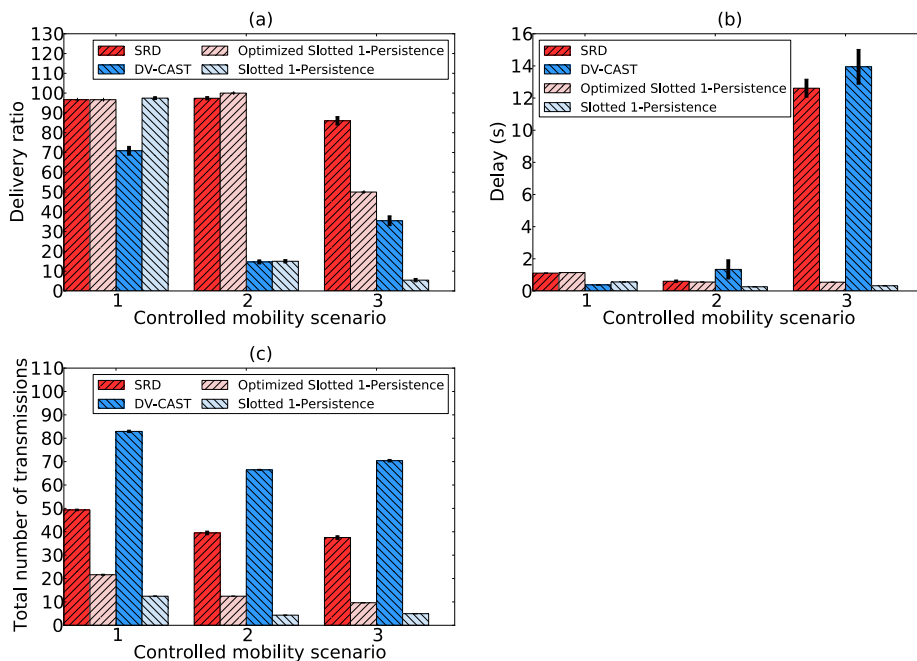 (a)
130
120
110
100
90
80
70
60
50
40
30
20
10
0
Delivery ratio
SRD
DV-CAST
Optimized Slotted 1-Persistence
Slotted 1-Persistence
1 2 3
Controlled mobility scenario
(b)
16
14
12
10
8
6
4
2
0
Delay (s)
SRD
DV-CAST
Optimized Slotted 1-Persistence
Slotted 1-Persistence
1 2 3
Controlled mobility scenario
(c)
110
100
90
80
70
60
50
40
30
20
10
0
Total number of transmissions
SRD
DV-CAST
Optimized Slotted 1-Persistence
Slotted 1-Persistence
1 2 3
Controlled mobility scenario